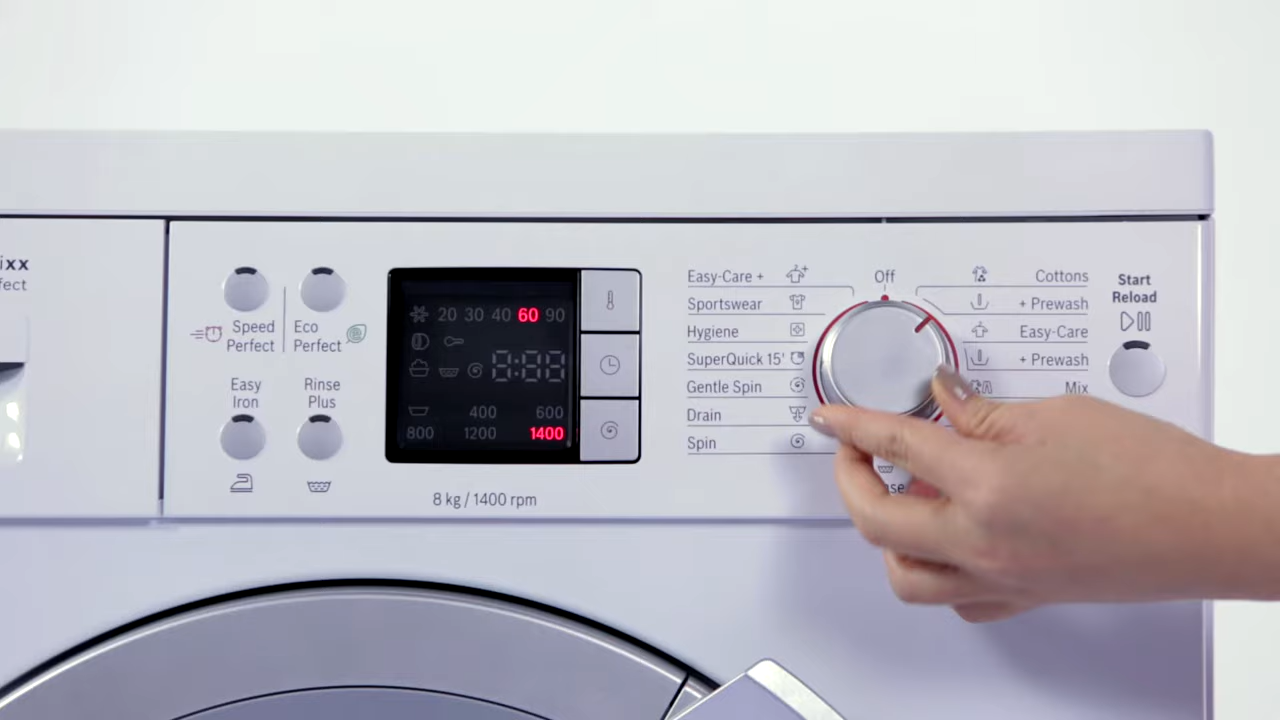 ixx
fect
Speed
Perfect
Eco
Perfect
Easy
Iron
Rinse
Plus
20 30 40 60 90
8:88
400 600
800 1200 1400
8 kg / 1400 rpm
Easy-Care +
Sportswear
Hygiene
SuperQuick 15'
Gentle Spin
Drain
Spin
Off
Cottons
+ Prewash
Easy-Care
+ Prewash
Mix
Start
Reload